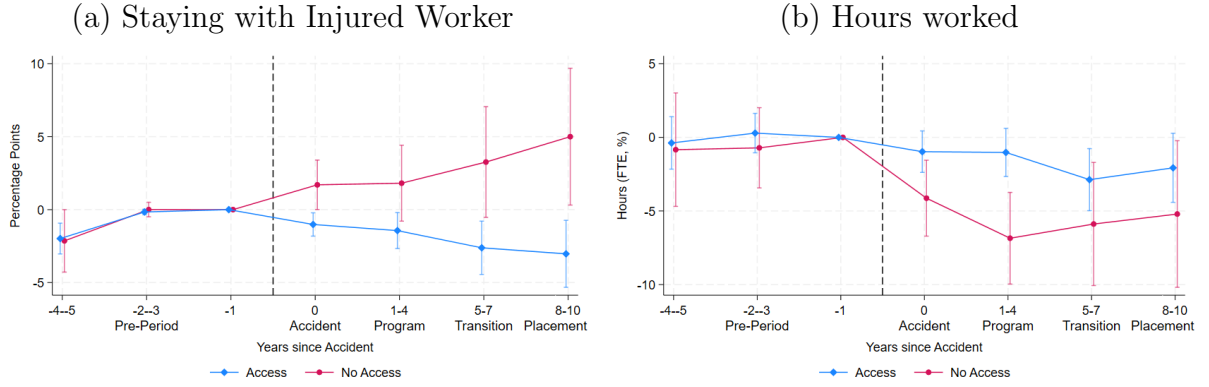 (a) Staying with Injured Worker
Percentage Points
10
5
0
-5
-4--5
-2--3
-1
0
1-4
5-7
8-10
Pre-Period
Accident
Program
Transition
Placement
Years since Accident
Access
No Access
(b) Hours worked
Hours (FTE, %)
5
0
-5
-10
-4--5
-2--3
-1
0
1-4
5-7
8-10
Pre-Period
Accident
Program
Transition
Placement
Years since Accident
Access
No Access